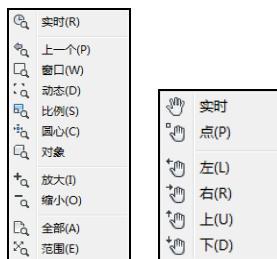 实时(R)
上一个(P)
窗口(W)
动态(D)
比例(S)
圆心(C)
对象
放大(I)
缩小(O)
全部(A)
范围(E)
实时
点(P)
左(L)
右(R)
上(U)
下(D)